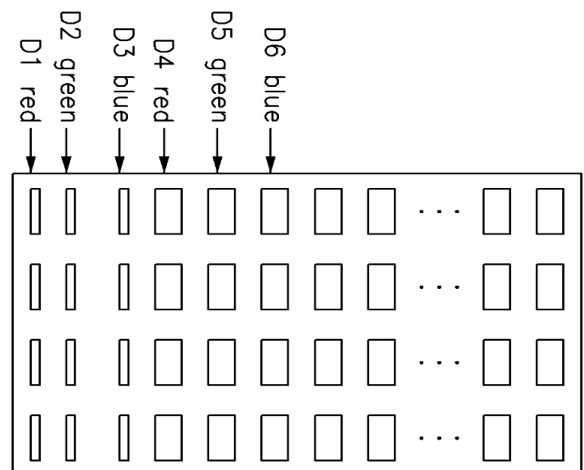 D1 red
D2 green
D3 blue
D4 red
D5 green
D6 blue